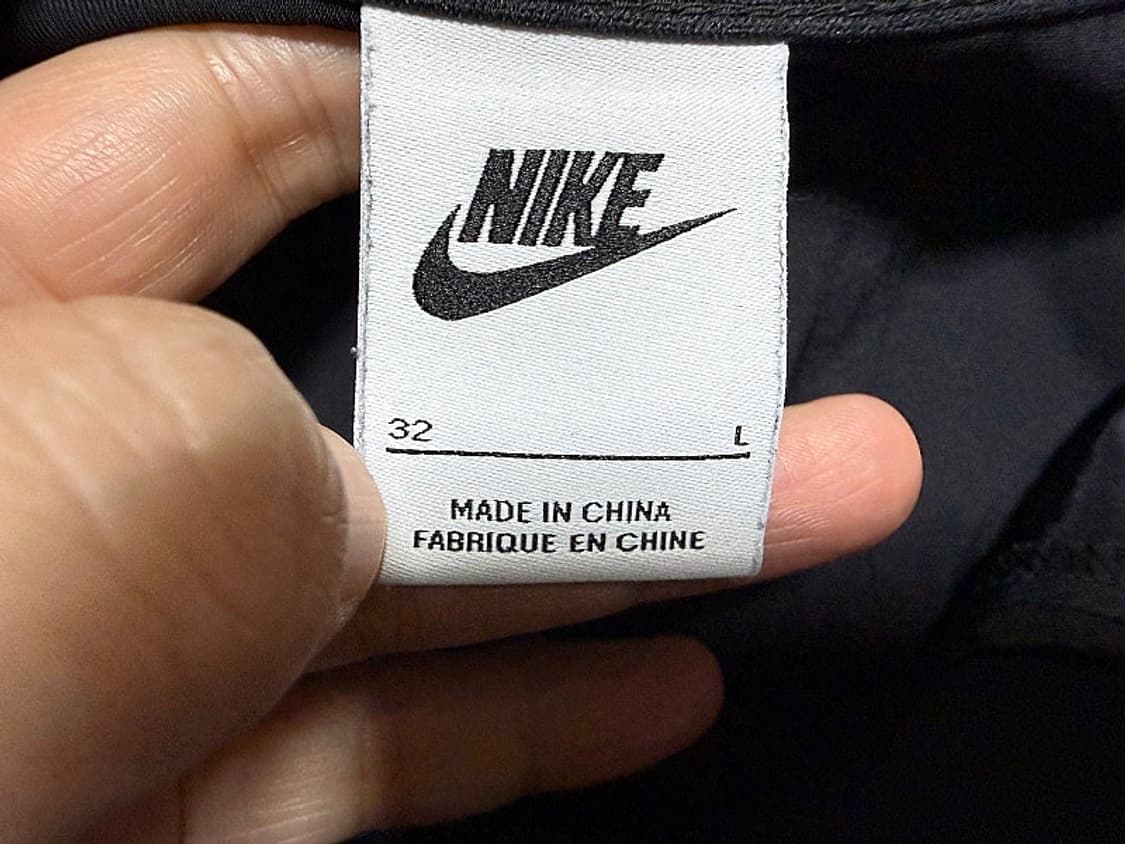 NIKE
32 L
MADE IN CHINA
FABRIQUE EN CHINE